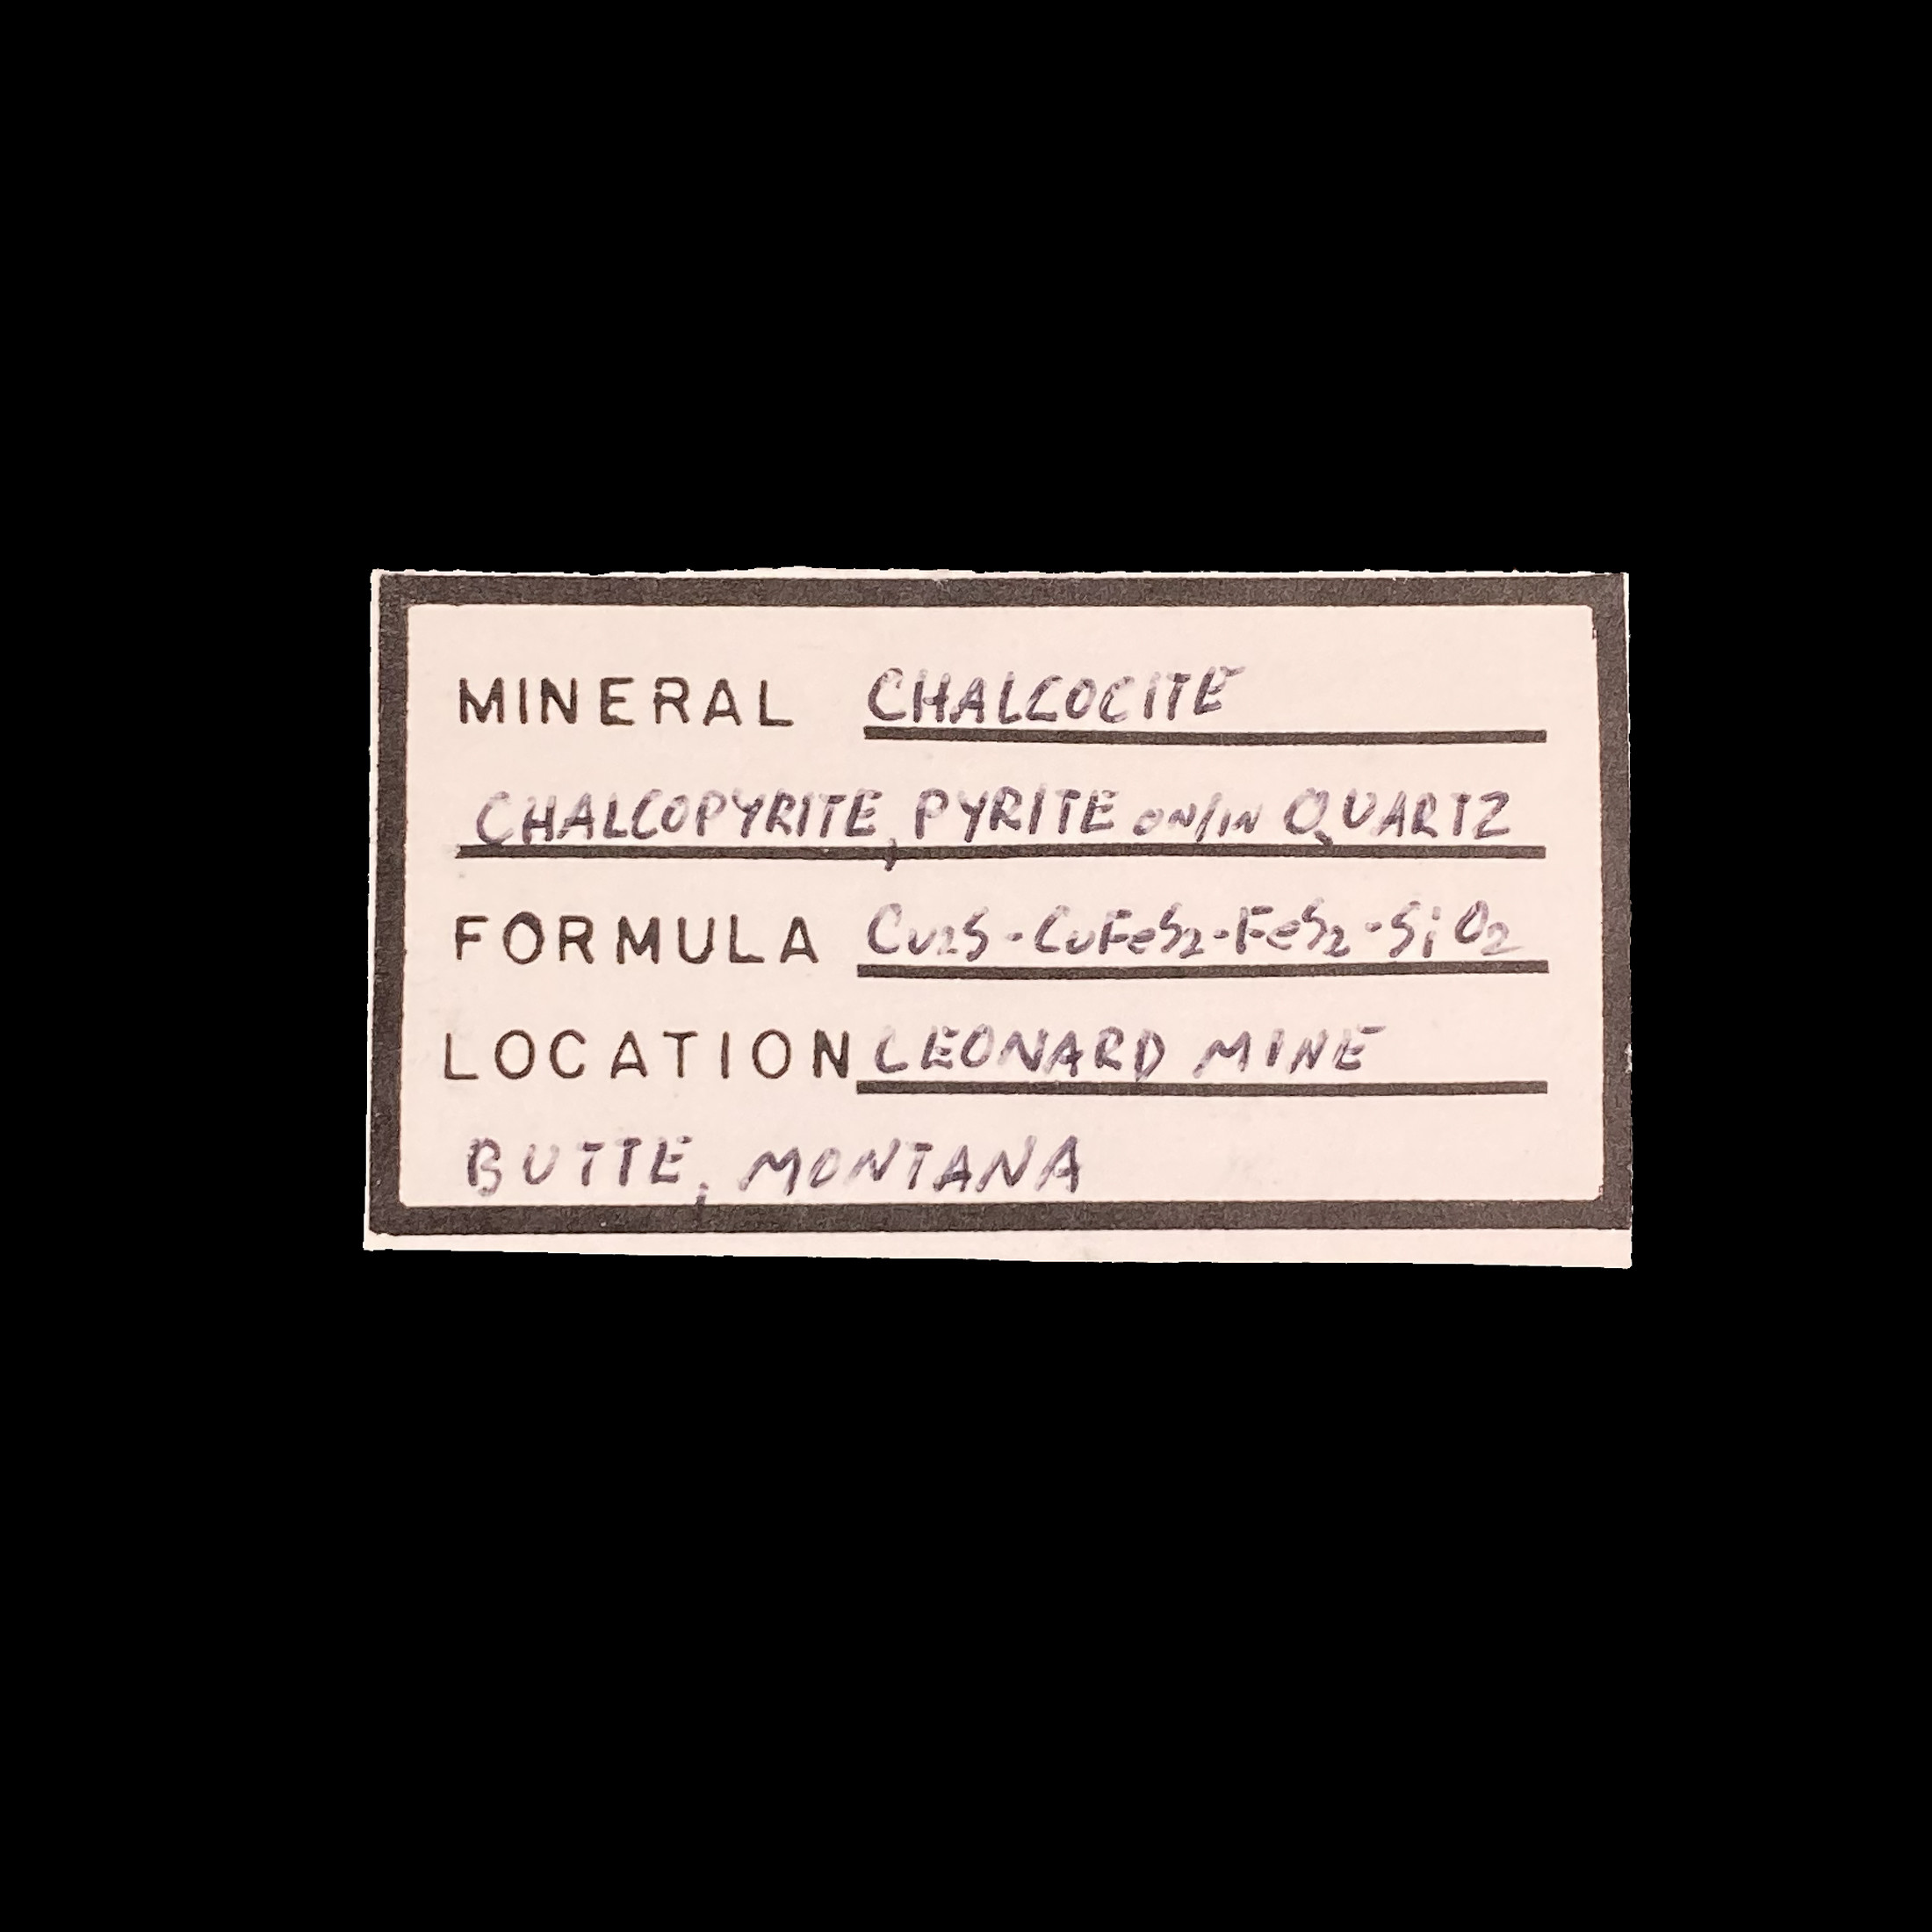 MINERAL CHALCOCITE
CHALCOPYRITE, PYRITE ON/IN QUARTZ
FORMULA Cu2S-CuFeS2-FeS2-SiO2
LOCATION LEONARD MINE
BUTTE, MONTANA